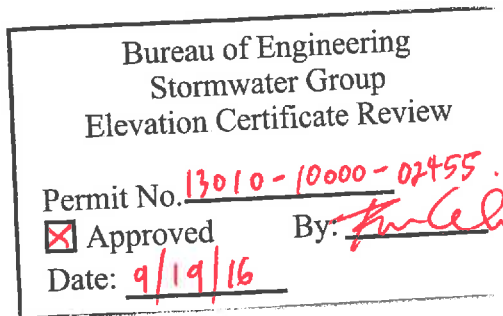 Bureau of Engineering
Stormwater Group
Elevation Certificate Review
Permit No. 13010-10000-02455.
Approved By:
Date: 9/19/16